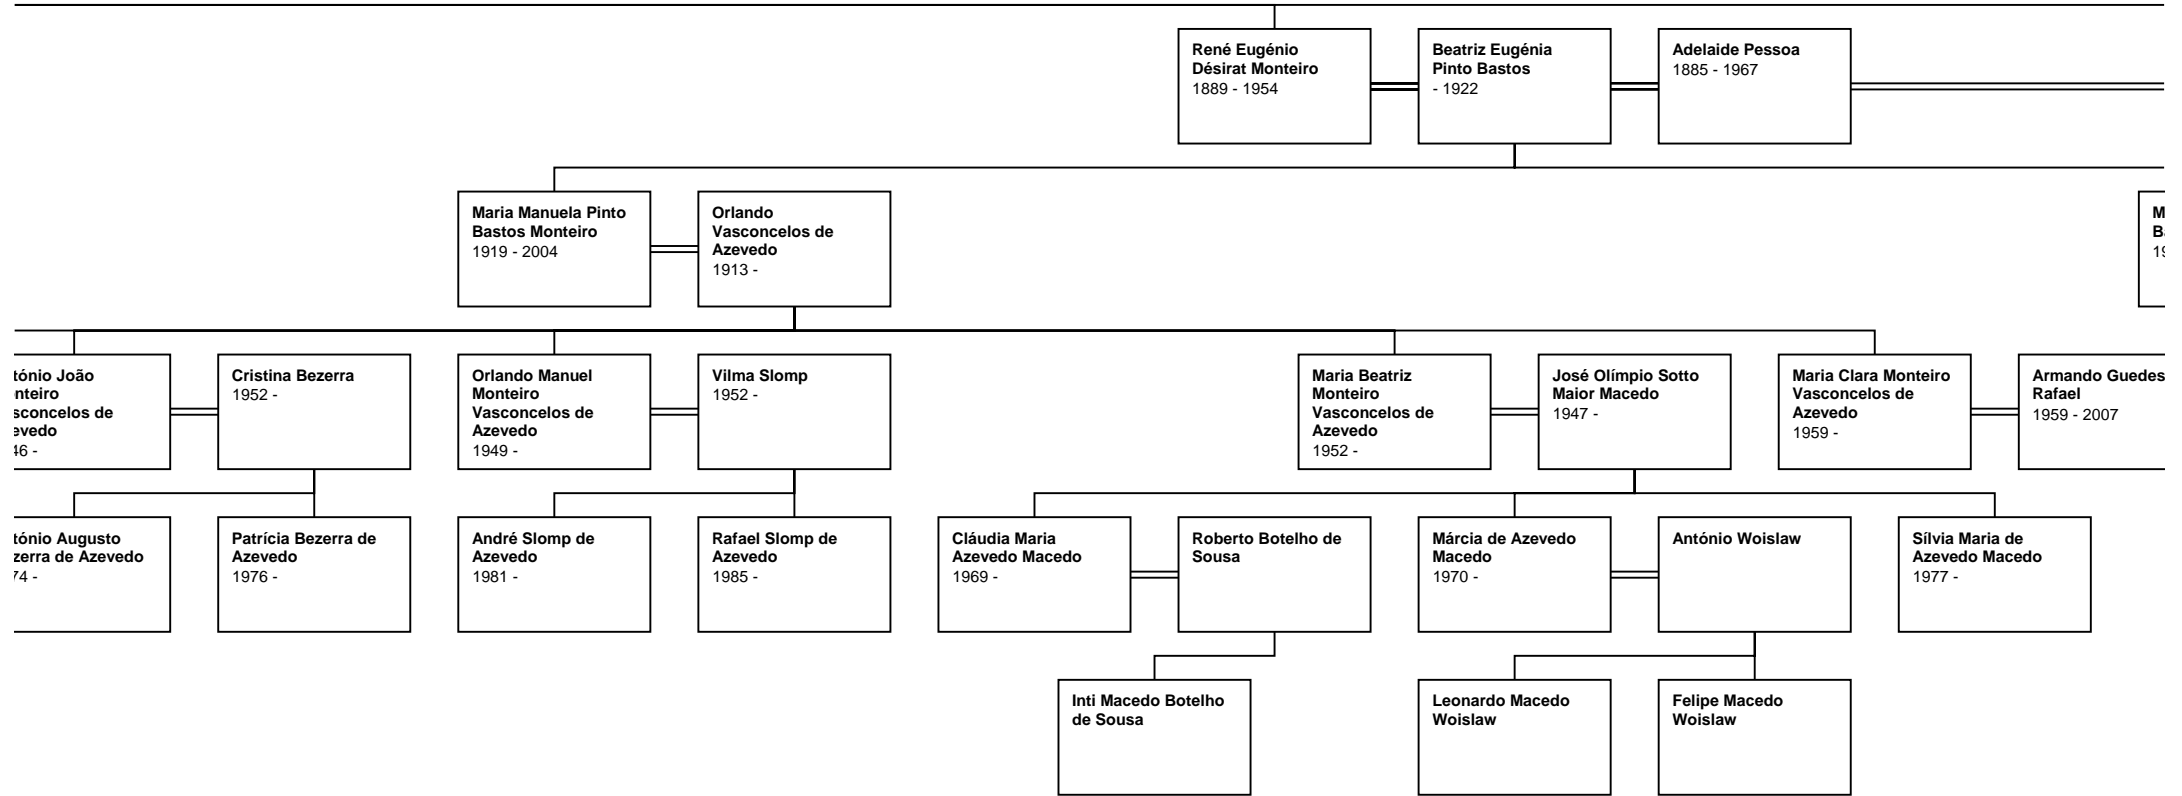 René Eugénio
Désirat Monteiro
1889 - 1954
Beatriz Eugénia
Pinto Bastos
- 1922
Adelaide Pessoa
1885 - 1967
Maria Manuela Pinto
Bastos Monteiro
1919 - 2004
Orlando
Vasconcelos de
Azevedo
1913 -
João
de
Cristina Bezerra
1952 -
Orlando Manuel
Monteiro
Vasconcelos de
Azevedo
1949 -
Vilma Slomp
1952 -
Maria Beatriz
Monteiro
Vasconcelos de
Azevedo
1952 -
José Olímpio Sotto
Maior Macedo
1947 -
Maria Clara Monteiro
Vasconcelos de
Azevedo
1959 -
Armando Guedes
Rafael
1959 - 2007
Augusto
de Azevedo
Patrícia Bezerra de
Azevedo
1976 -
André Slomp de
Azevedo
1981 -
Rafael Slomp de
Azevedo
1985 -
Cláudia Maria
Azevedo Macedo
1969 -
Roberto Botelho de
Sousa
Márcia de Azevedo
Macedo
1970 -
António Woislaw
Sílvia Maria de
Azevedo Macedo
1977 -
Inti Macedo Botelho
de Sousa
Leonardo Macedo
Woislaw
Felipe Macedo
Woislaw